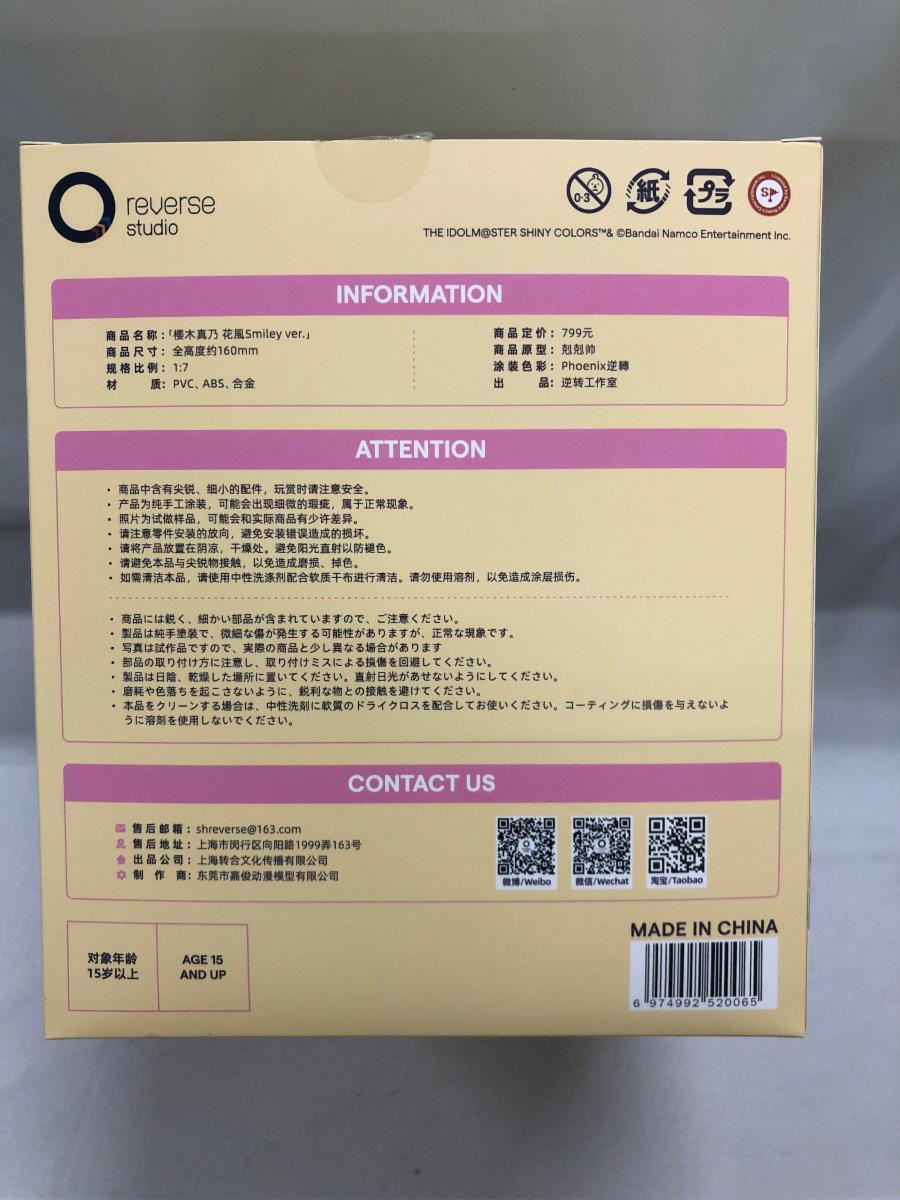 reverse
studio
0-3
紙
プラ
THE IDOLM@STER SHINY COLORS™& ©Bandai Namco Entertainment Inc.
INFORMATION
商品名称：「櫻木真乃 花風Smiley ver.」
商品尺寸：全高度约160mm
规格比例：1:7
材 质：PVC、ABS、合金
商品定价：799元
商品原型：剋剋帅
涂装色彩：Phoenix逆轉
出 品：逆转工作室
ATTENTION
・商品中含有尖锐、细小的配件，玩赏时请注意安全。
・产品为纯手工涂装，可能会出现细微的瑕疵，属于正常现象。
・照片为试做样品，可能会和实际商品有少许差异。
・请注意零件安装的放向，避免安装错误造成的损坏。
・请将产品放置在阴凉，干燥处。避免阳光直射以防褪色。
・请避免本品与尖锐物接触，以免造成磨损、掉色。
・如需清洁本品，请使用中性洗涤剂配合软质干布进行清洁。请勿使用溶剂，以免造成涂层损伤。
・商品には鋭く、細かい部品が含まれていますので、ご注意ください。
・製品は純手塗装で、微細な傷が発生する可能性がありますが、正常な現象です。
・写真は試作品ですので、実際の商品と少し異なる場合があります
・部品の取り付け方に注意し、取り付けミスによる損傷を回避してください。
・製品は日陰、乾燥した場所に置いてください。直射日光があせないようにしてください。
・磨耗や色落ちを起こさないように、鋭利な物との接触を避けてください。
・本品をクリーンする場合は、中性洗剤に軟質のドライクロスを配合してお使いください。コーティングに損傷を与えないよ
うに溶剤を使用しないでください。
CONTACT US
售后邮箱：shreverse@163.com
售后地址：上海市闵行区向阳路1999弄163号
出品公司：上海转合文化传播有限公司
制 作 商：东莞市嘉俊动漫模型有限公司
微博/Weibo
微信/Wechat
淘宝/Taobao
对象年龄
15岁以上
AGE 15
AND UP
MADE IN CHINA
6 974992 520065